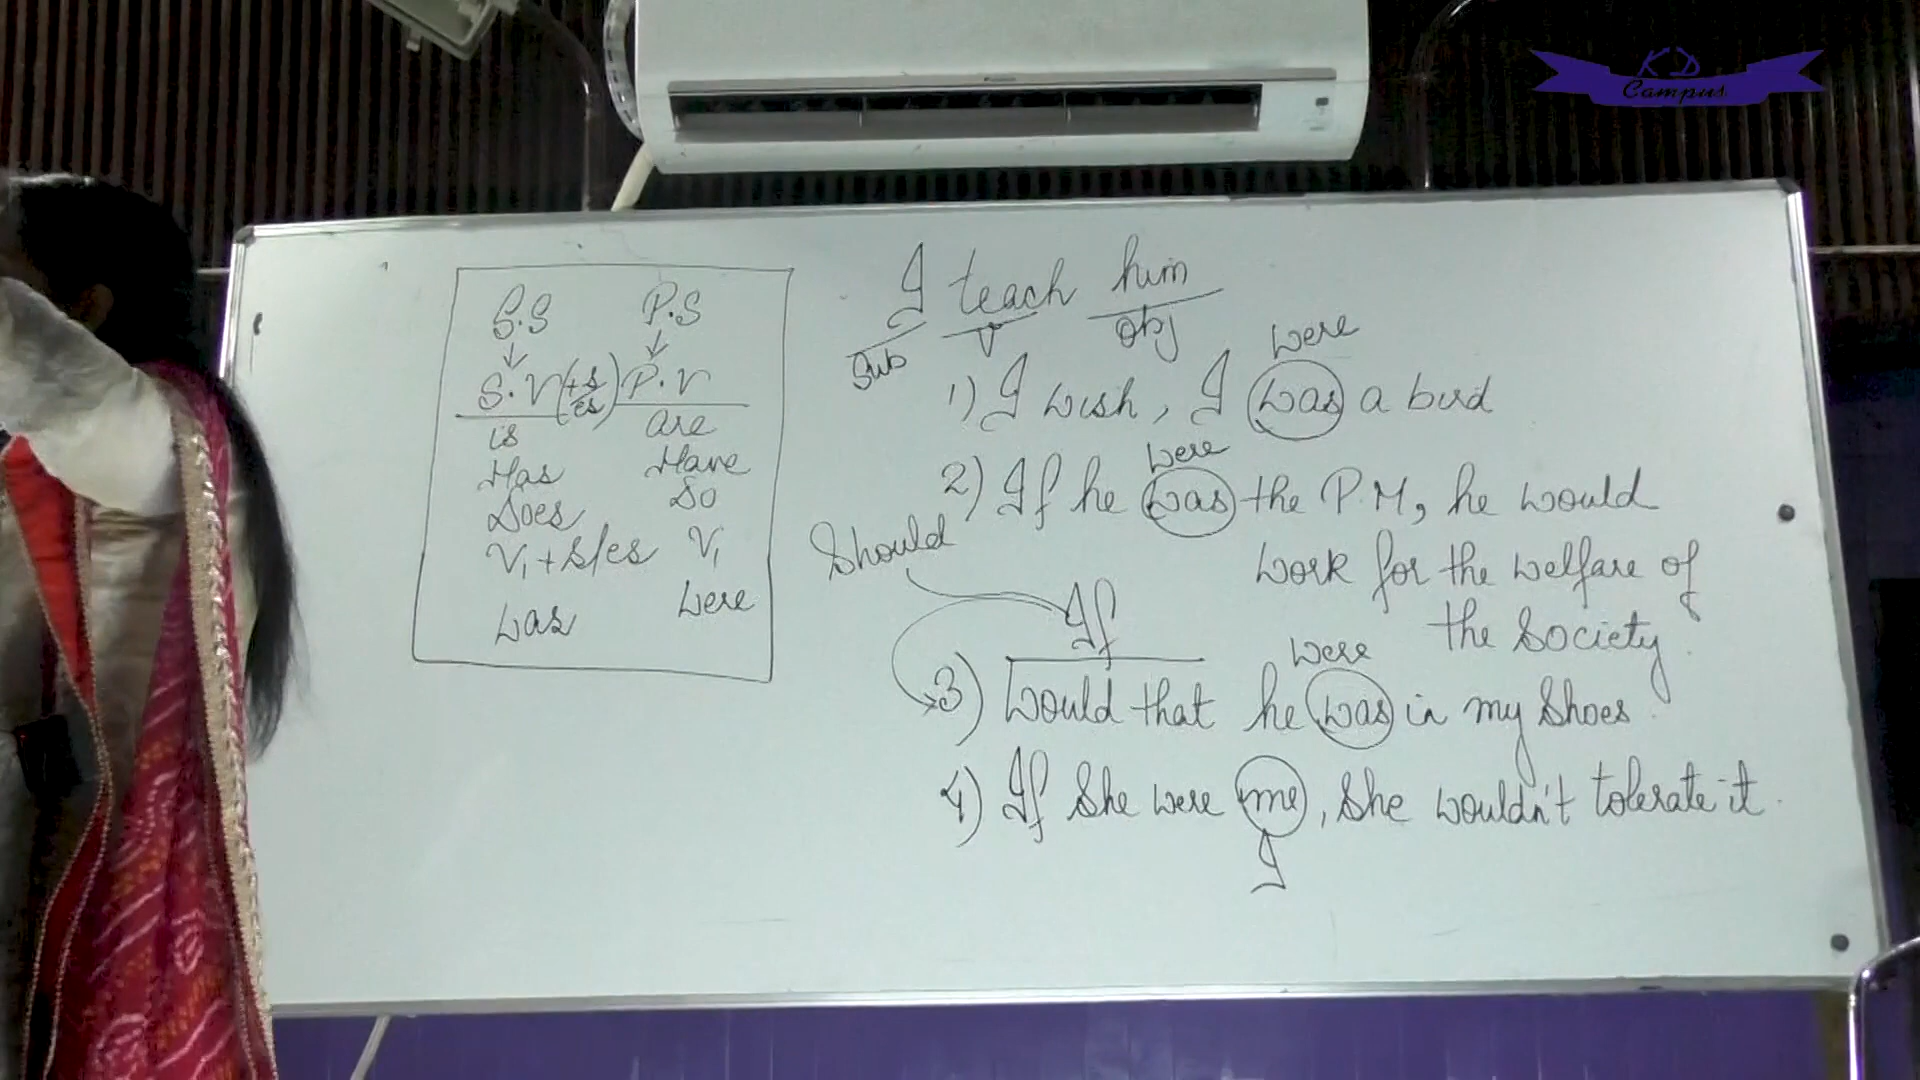 KD
Campus
S.S P.S
S.V (+s/es) P.V
is are
Has Have
Does Do
V₁+s/es V₁
was were
I teach him
Sub V Obj
were
1) I wish, I was a bird
were
2) If he was the P.M, he would
work for the welfare of
the society.
Should
If
were
3) Would that he was in my shoes.
4) If she were me, she wouldn't tolerate it.
I